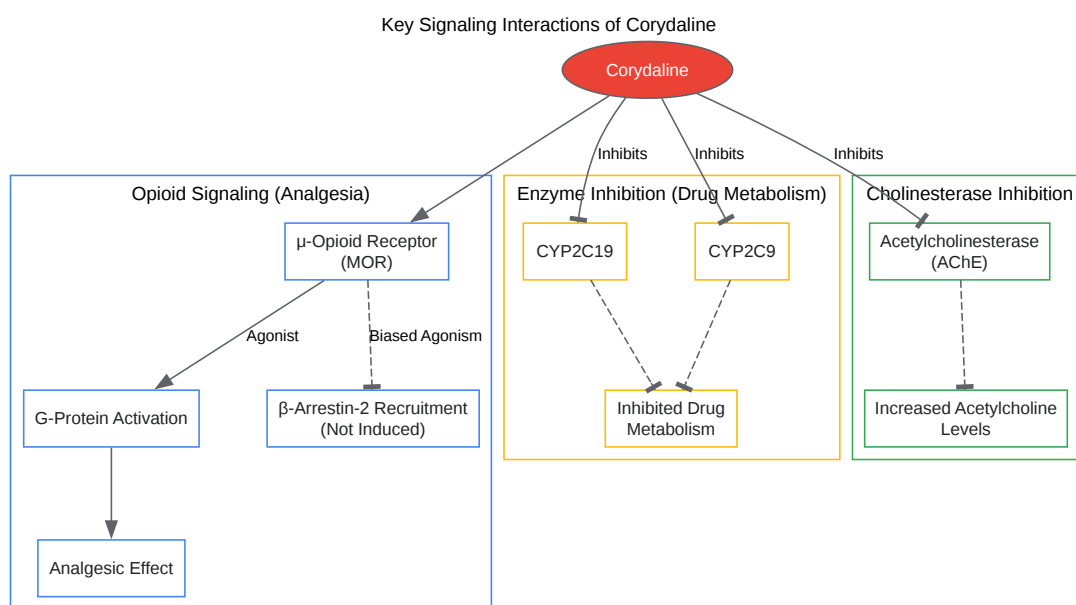 Key Signaling Interactions of Corydaline
Corydaline
Inhibits
Inhibits
Inhibits
Opioid Signaling (Analgesia)
Enzyme Inhibition (Drug Metabolism)
Cholinesterase Inhibition
μ-Opioid Receptor
(MOR)
CYP2C19
CYP2C9
Acetylcholinesterase
(AChE)
Agonist
Biased Agonism
G-Protein Activation
β-Arrestin-2 Recruitment
(Not Induced)
Inhibited Drug
Metabolism
Increased Acetylcholine
Levels
Analgesic Effect